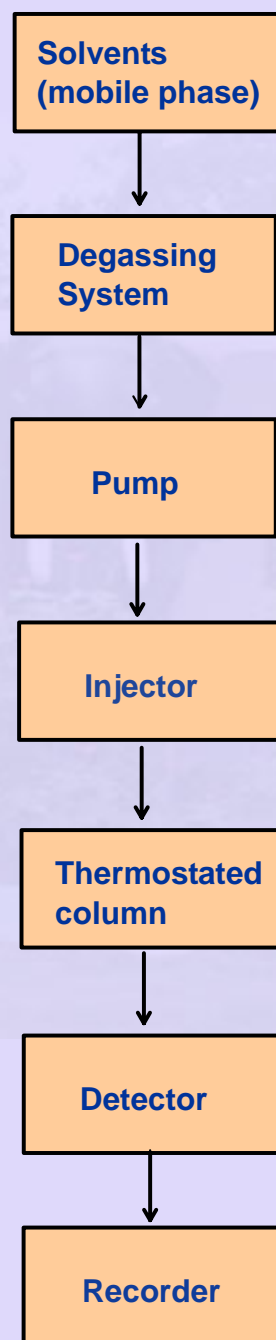 Solvents
(mobile phase)
Degassing
System
Pump
Injector
Thermostated
column
Detector
Recorder